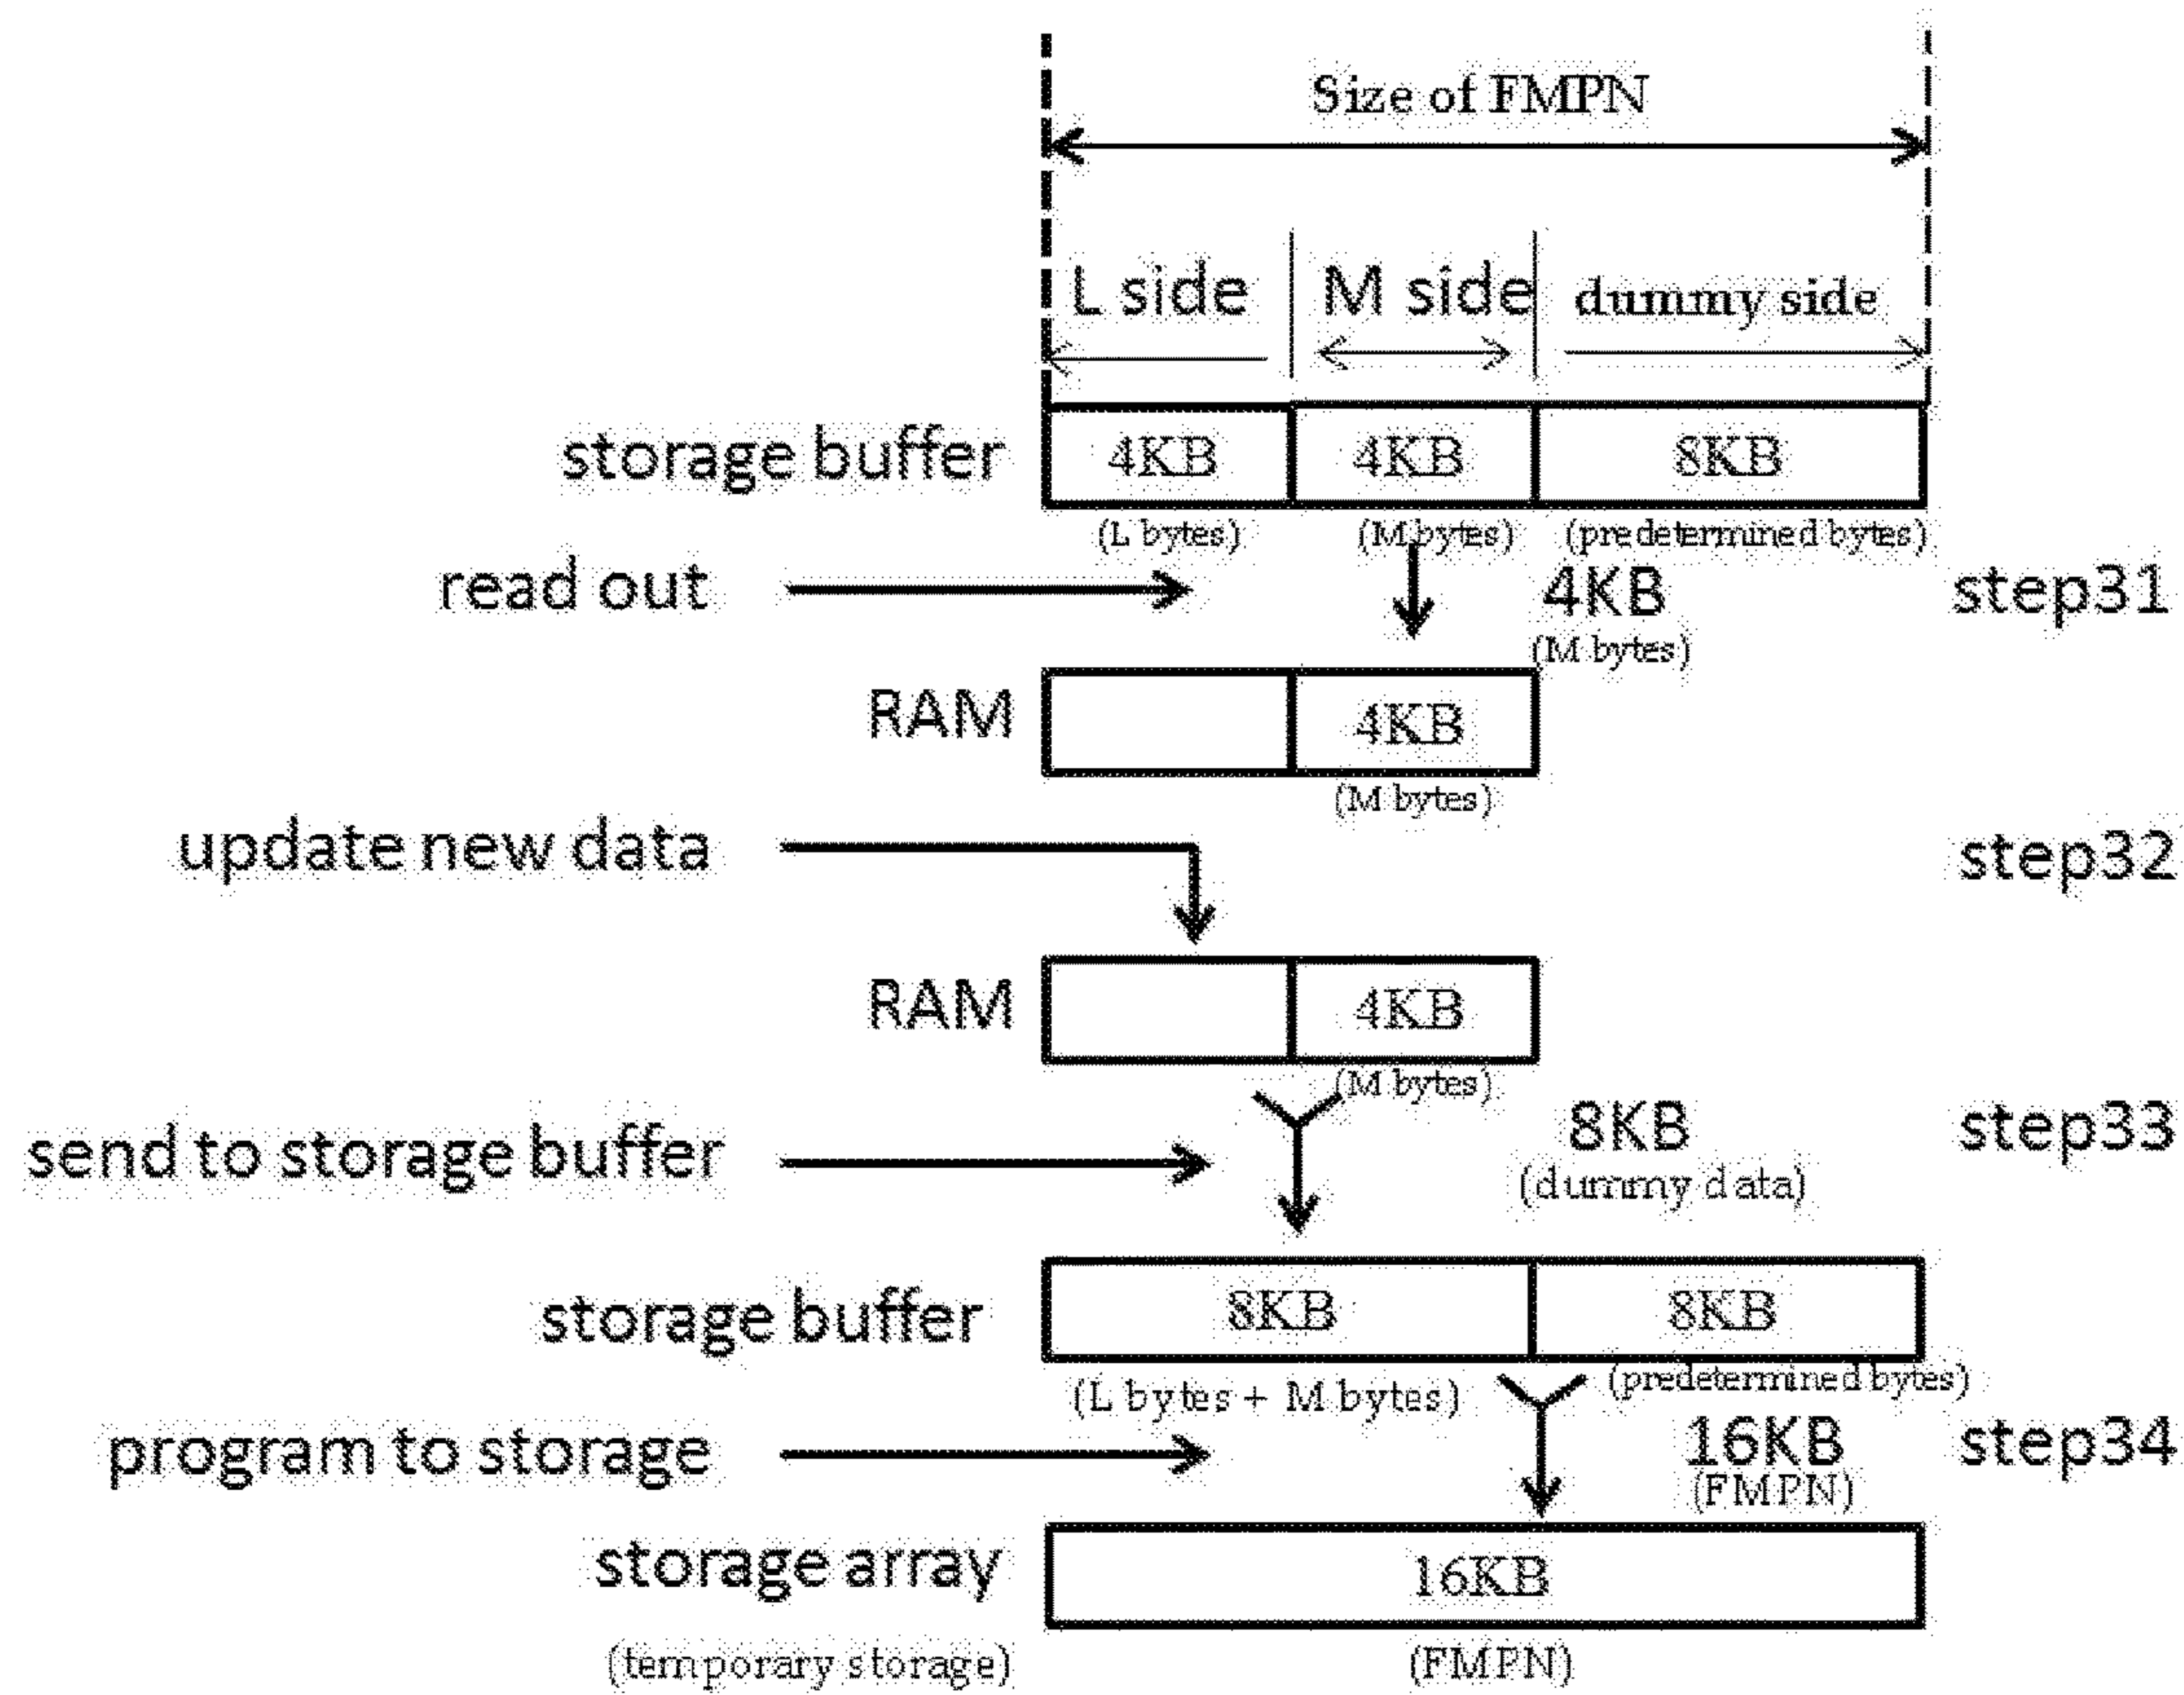 Size of FMPN
L side M side dummy side
storage buffer 4KB 4KB 8KB
(L bytes) (M bytes) (predetermined bytes)
read out 4KB step31
(M bytes)
RAM 4KB
(M bytes)
update new data step32
RAM 4KB
(M bytes)
send to storage buffer 8KB step33
(dummy data)
storage buffer 8KB 8KB
(L bytes + M bytes) (predetermined bytes)
program to storage 16KB step34
(FMPN)
storage array 16KB
(temporary storage) (FMPN)